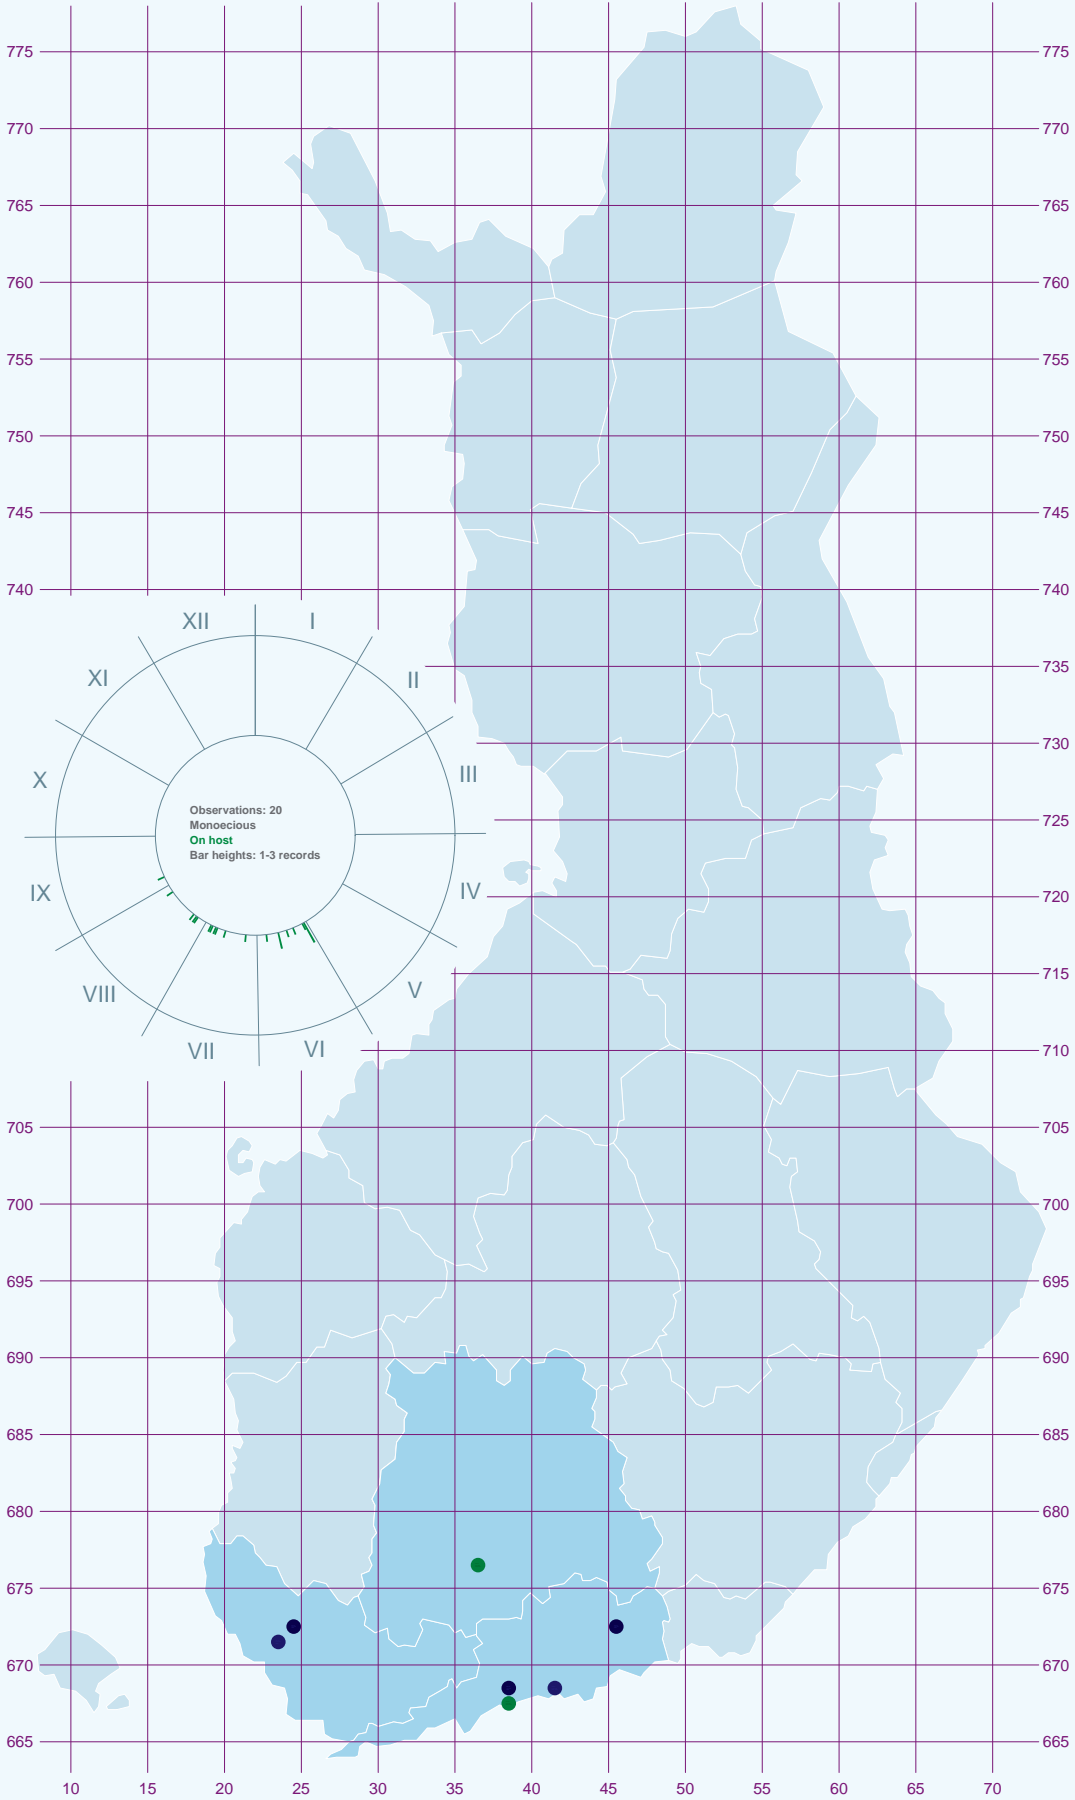 775 775
770 770
765 765
760 760
755 755
750 750
745 745
740 740
XII I
XI II
735
730
X III
Observations: 20
Monoecious
On host
Bar heights: 1-3 records
725
IX IV
720
VIII V
715
VII VI
710
705 705
700 700
695 695
690 690
685 685
680 680
675 675
670 670
665 665
10 15 20 25 30 35 40 45 50 55 60 65 70